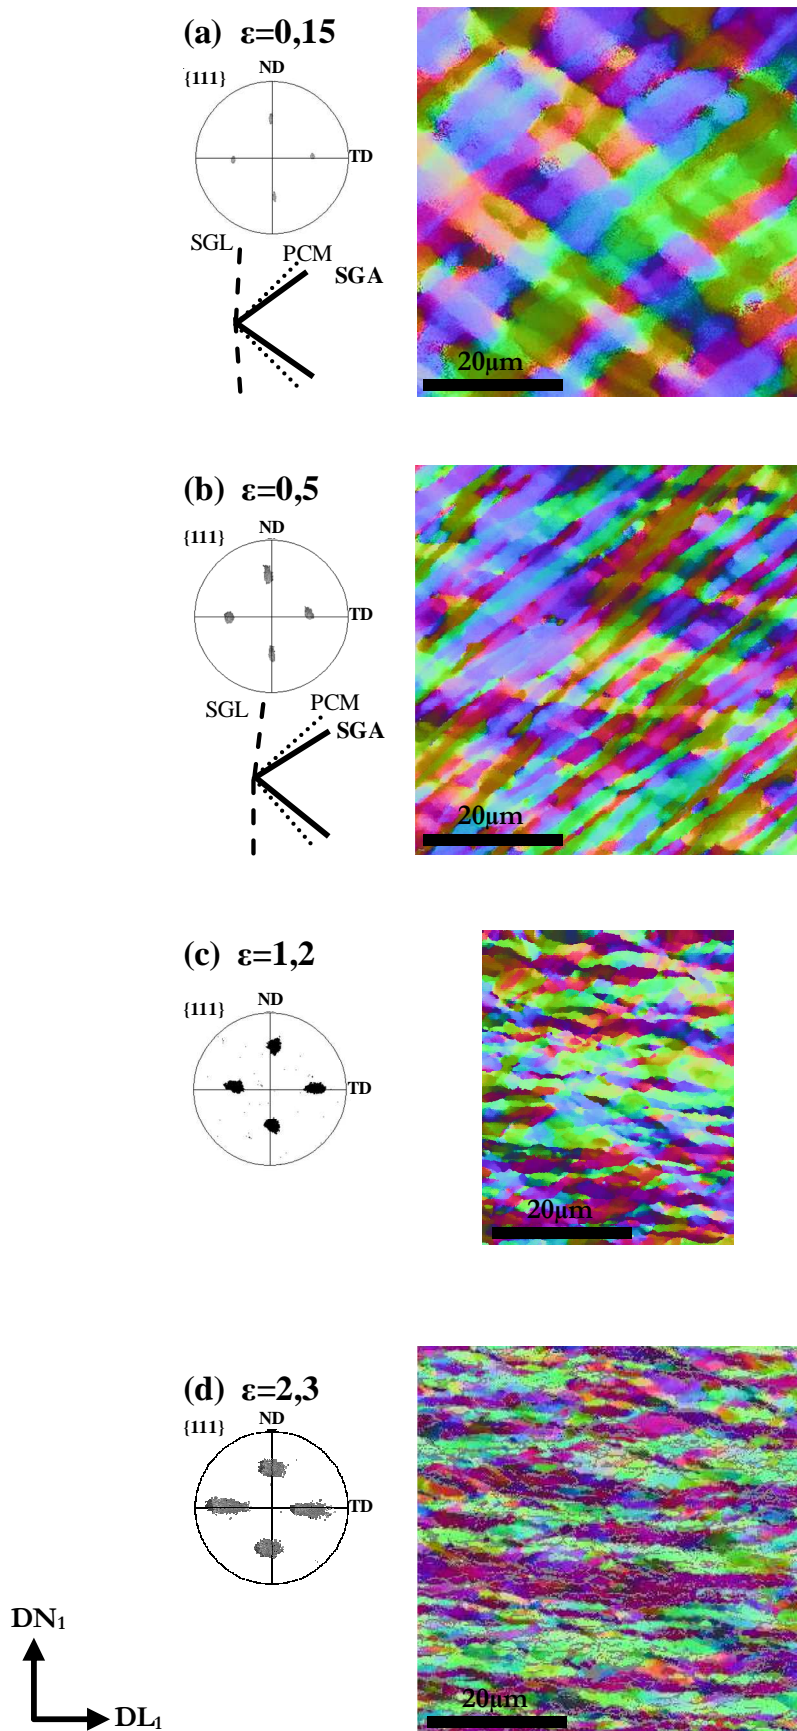 (a) ε=0,15
ND
{111}
TD
SGL
PCM
SGA
20µm
(b) ε=0,5
ND
{111}
TD
SGL
PCM
SGA
20µm
(c) ε=1,2
ND
{111}
TD
20µm
(d) ε=2,3
ND
{111}
TD
20µm
DN₁
DL₁